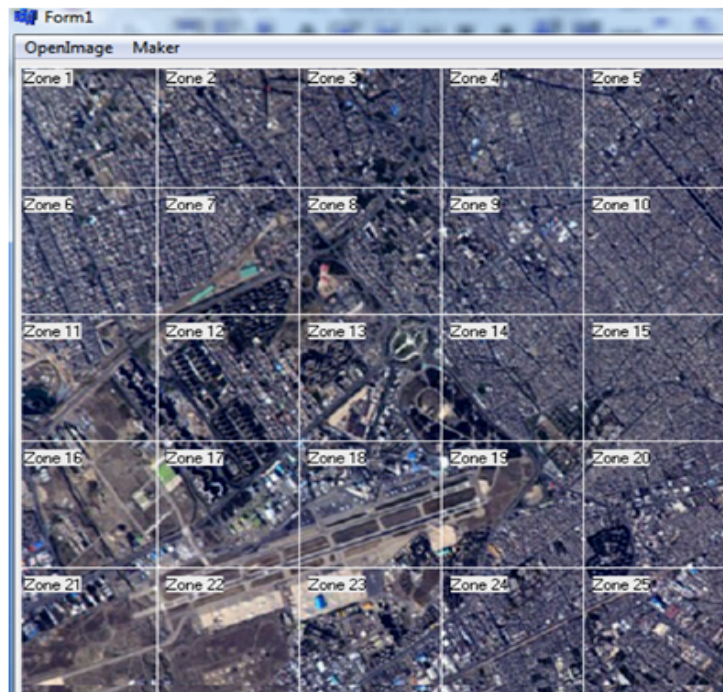 Form1
OpenImage Maker
Zone 1 Zone 2 Zone 3 Zone 4 Zone 5
Zone 6 Zone 7 Zone 8 Zone 9 Zone 10
Zone 11 Zone 12 Zone 13 Zone 14 Zone 15
Zone 16 Zone 17 Zone 18 Zone 19 Zone 20
Zone 21 Zone 22 Zone 23 Zone 24 Zone 25